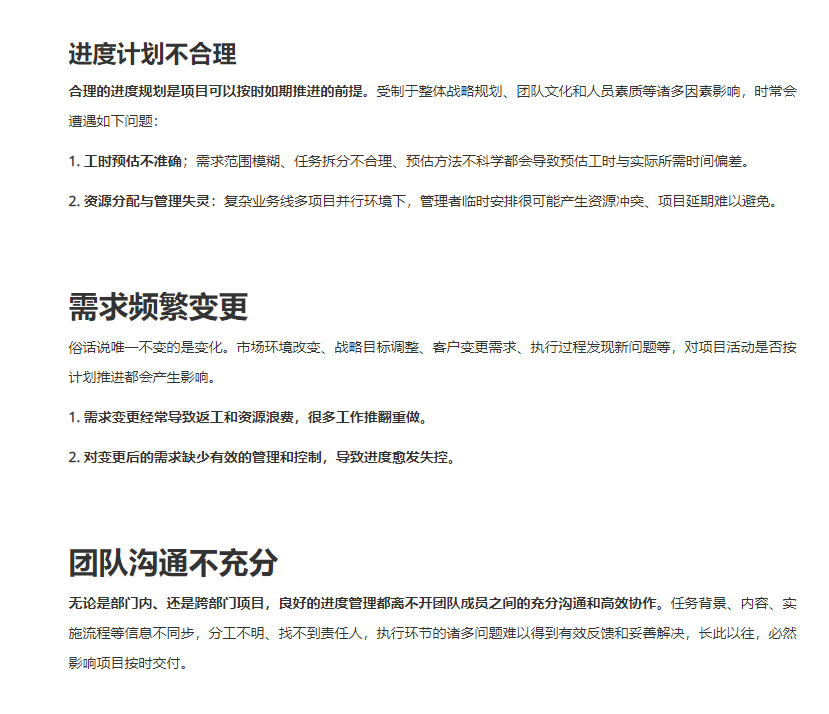 进度计划不合理
合理的进度规划是项目可以按时如期推进的前提。受制于整体战略规划、团队文化和人员素质等诸多因素影响，时常会
遭遇如下问题：
1. 工时预估不准确；需求范围模糊、任务拆分不合理、预估方法不科学都会导致预估工时与实际所需时间偏差。
2. 资源分配与管理失灵：复杂业务线多项目并行环境下，管理者临时安排很可能产生资源冲突、项目延期难以避免。
需求频繁变更
俗话说唯一不变的是变化。市场环境改变、战略目标调整、客户变更需求、执行过程发现新问题等，对项目活动是否按
计划推进都会产生影响。
1. 需求变更经常导致返工和资源浪费，很多工作推翻重做。
2. 对变更后的需求缺少有效的管理和控制，导致进度愈发失控。
团队沟通不充分
无论是部门内、还是跨部门项目，良好的进度管理都离不开团队成员之间的充分沟通和高效协作。任务背景、内容、实
施流程等信息不同步，分工不明、找不到责任人，执行环节的诸多问题难以得到有效反馈和妥善解决，长此以往，必然
影响项目按时交付。